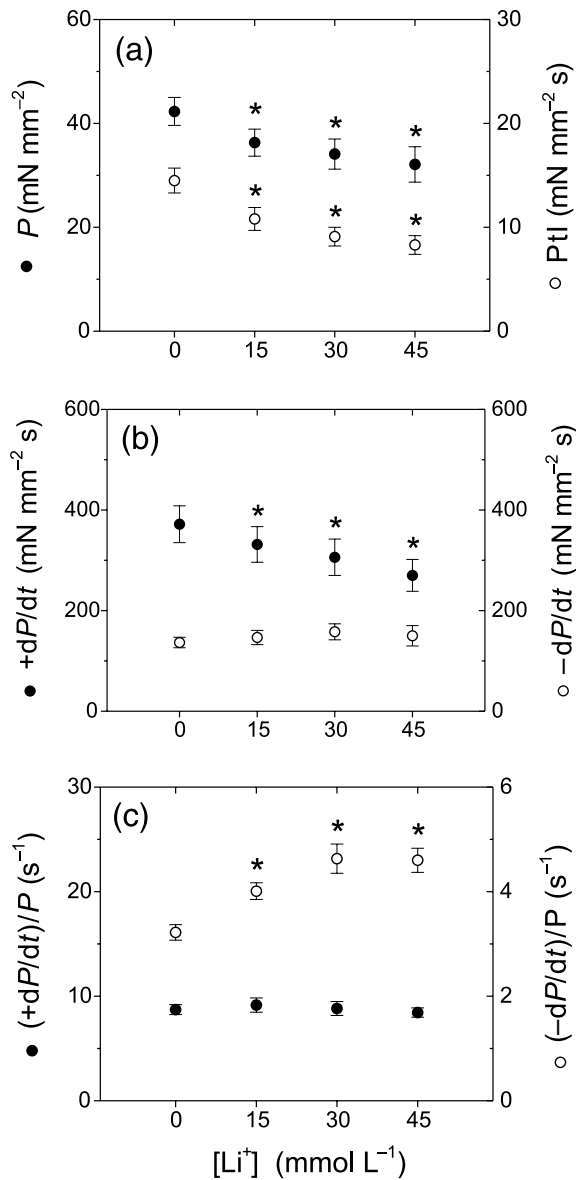 (a)
● P (mN mm−2)
60
40
20
0
* * *
* * *
30
20
10
0
○ PtI (mN mm−2 s)
0 15 30 45
(b)
● +dP/dt (mN mm−2 s)
600
400
200
0
* * *
600
400
200
0
○ −dP/dt (mN mm−2 s)
0 15 30 45
(c)
● (+dP/dt)/P (s−1)
30
20
10
0
* * *
6
4
2
0
○ (−dP/dt)/P (s−1)
0 15 30 45
[Li+] (mmol L−1)